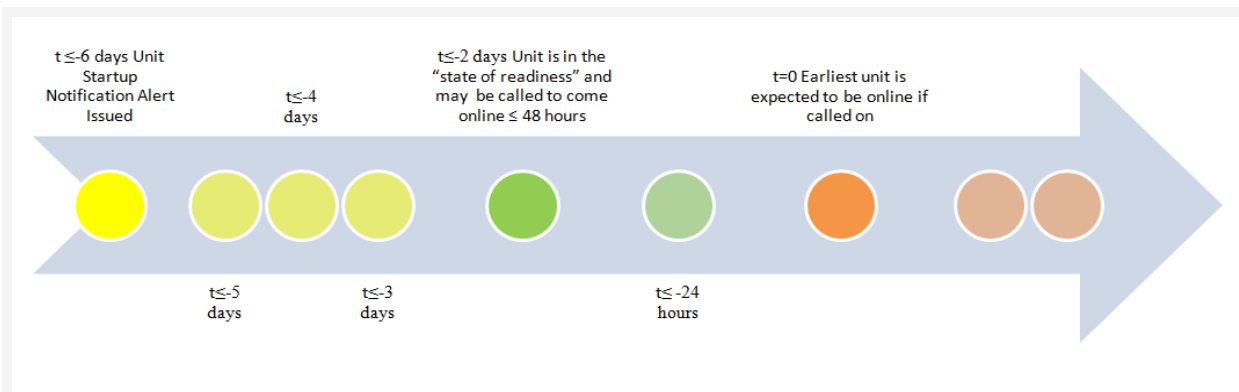 t ≤-6 days Unit
Startup
Notification Alert
Issued
t≤-4
days
t≤-2 days Unit is in the
“state of readiness” and
may be called to come
online ≤ 48 hours
t=0 Earliest unit is
expected to be online if
called on
t≤-5
days
t≤-3
days
t≤ -24
hours